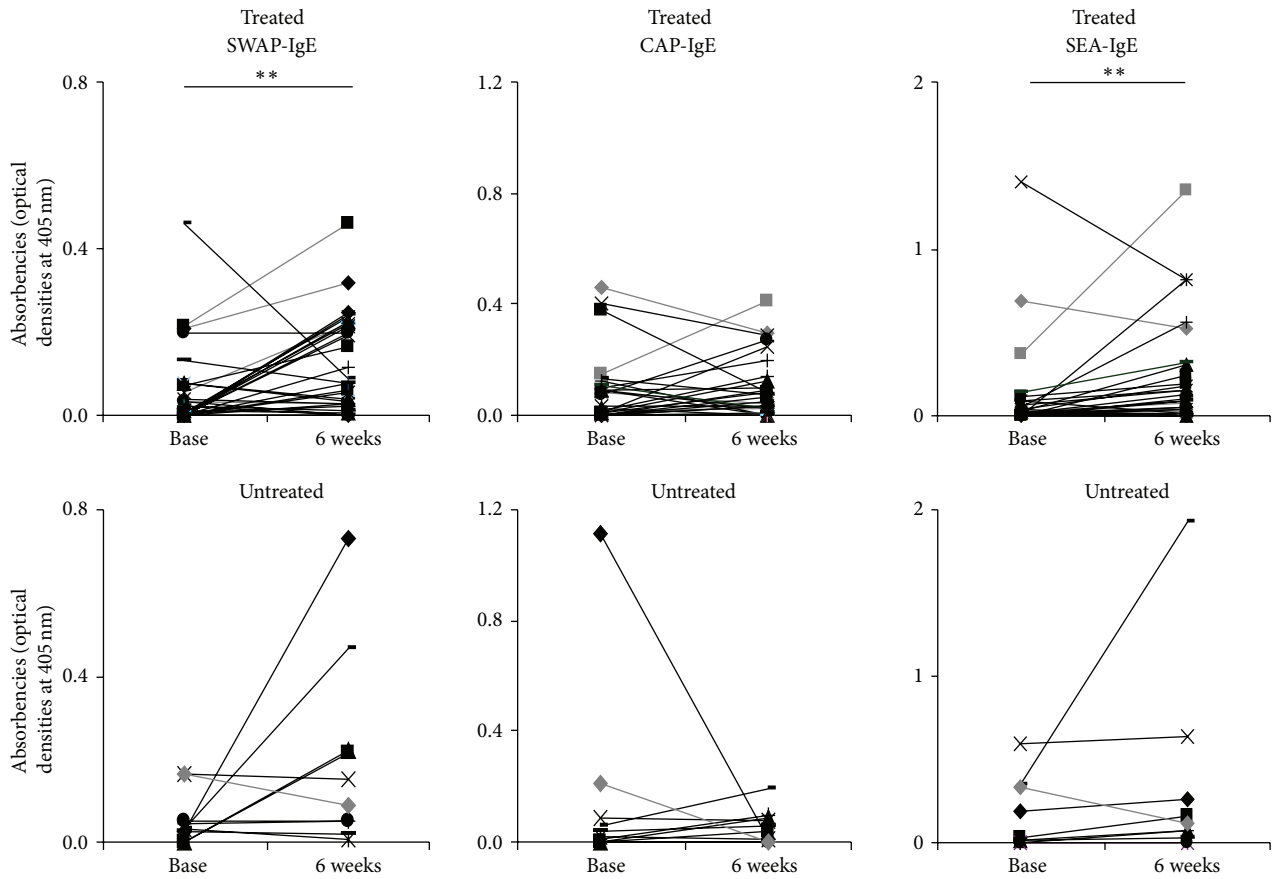 Treated
SWAP-IgE
**
Absorbencies (optical
densities at 405 nm)
0.8
0.4
0.0
Base
6 weeks
Treated
CAP-IgE
1.2
0.8
0.4
0.0
Base
6 weeks
Treated
SEA-IgE
**
2
1
0
Base
6 weeks
Untreated
Absorbencies (optical
densities at 405 nm)
0.8
0.4
0.0
Base
6 weeks
Untreated
1.2
0.8
0.4
0.0
Base
6 weeks
Untreated
2
1
0
Base
6 weeks